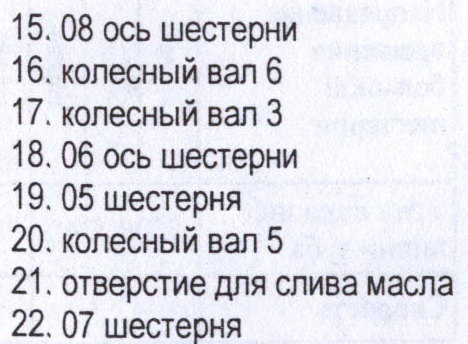 15. 08 ось шестерни
16. колесный вал 6
17. колесный вал 3
18. 06 ось шестерни
19. 05 шестерня
20. колесный вал 5
21. отверстие для слива масла
22. 07 шестерня